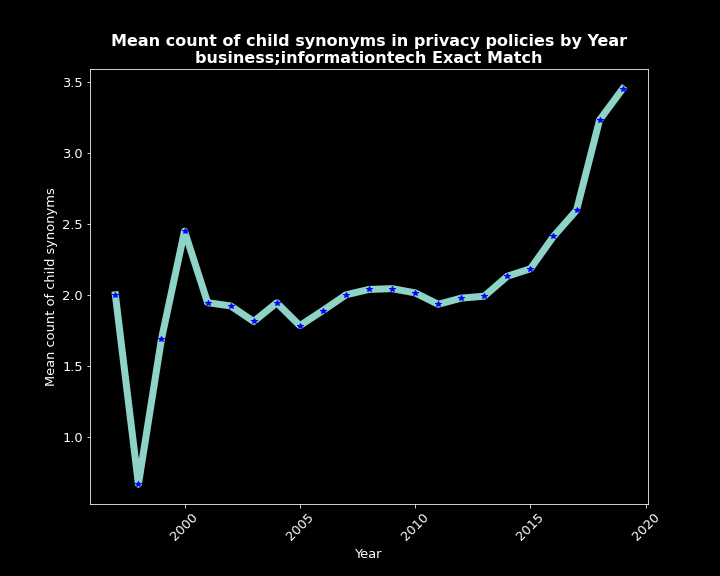 Mean count of child synonyms in privacy policies by Year
business;informationtech Exact Match
Mean count of child synonyms
3.5
3.0
2.5
2.0
1.5
1.0
2000
2005
2010
2015
2020
Year